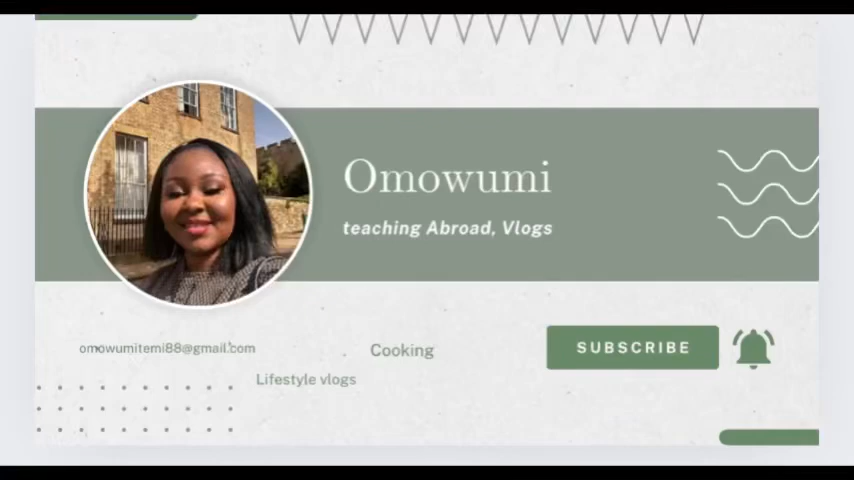 Omowumi
teaching Abroad, Vlogs
omowumitemi88@gmail.com
Cooking
SUBSCRIBE
Lifestyle vlogs